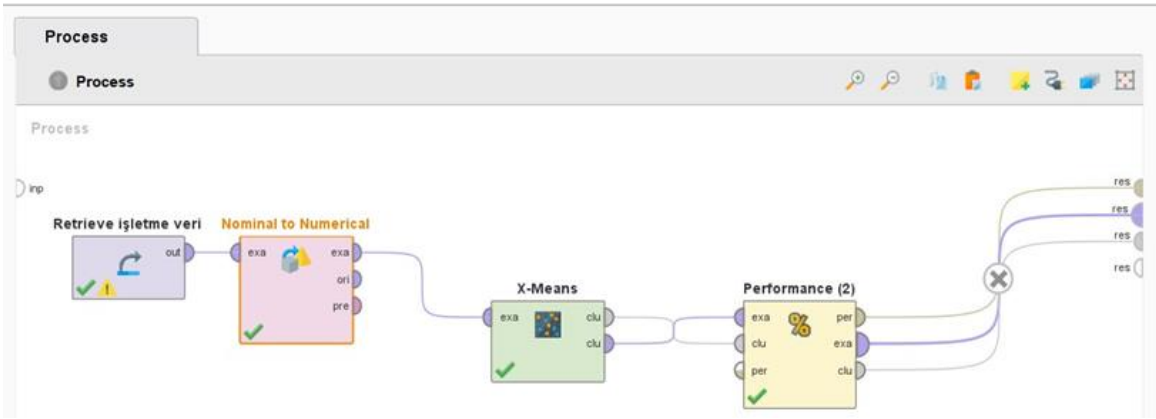 Process
Process
Process
inp
res
res
res
res
Retrieve işletme veri
out
Nominal to Numerical
exa
exa
ori
pre
X-Means
exa
clu
clu
Performance (2)
%
exa
per
clu
exa
per
clu